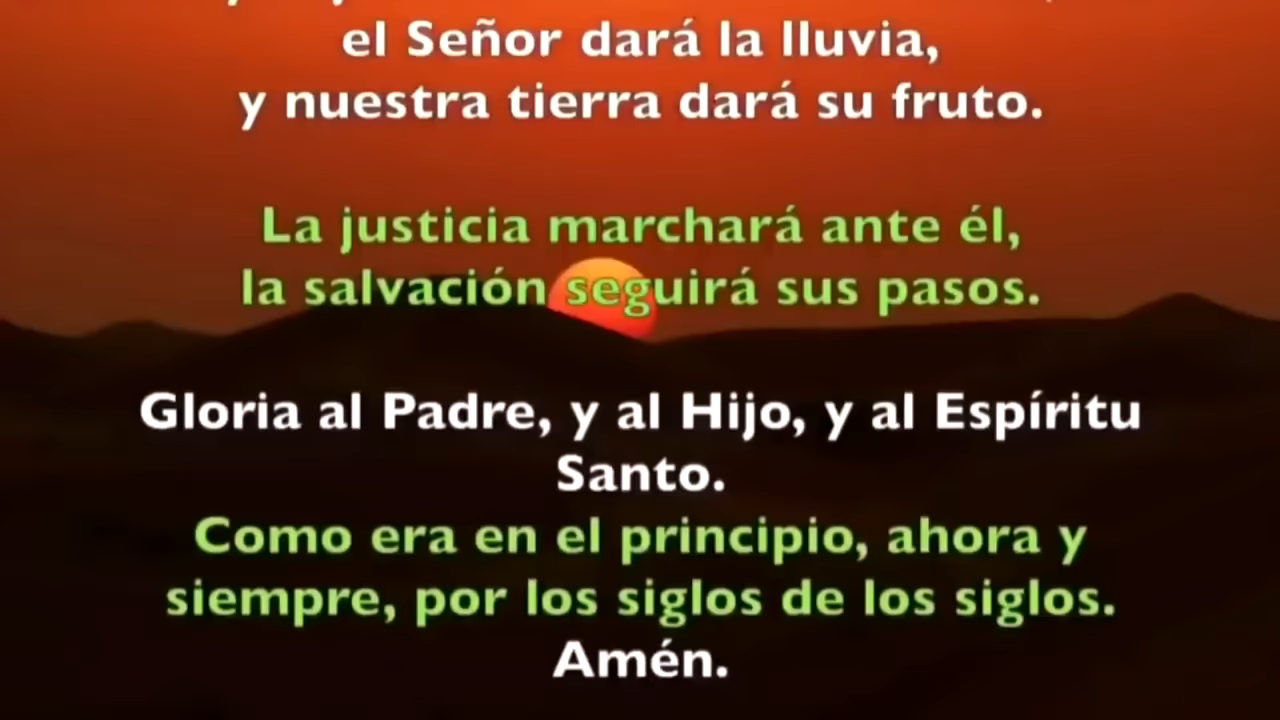 el Señor dará la lluvia,
y nuestra tierra dará su fruto.
La justicia marchará ante él,
la salvación seguirá sus pasos.
Gloria al Padre, y al Hijo, y al Espíritu
Santo.
Como era en el principio, ahora y
siempre, por los siglos de los siglos.
Amén.